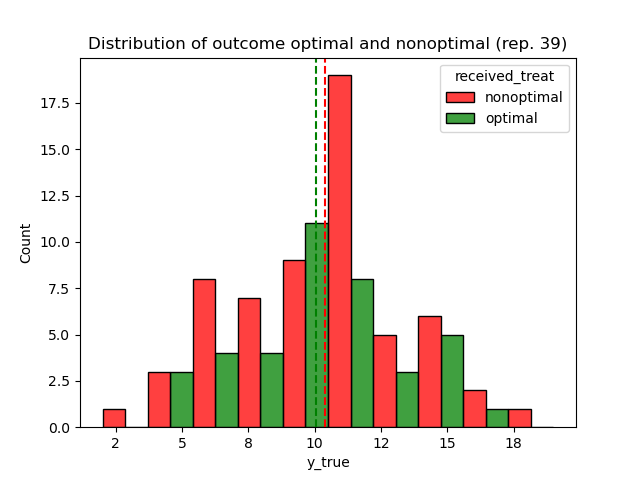 Distribution of outcome optimal and nonoptimal (rep. 39)
received_treat
nonoptimal
optimal
Count
17.5
15.0
12.5
10.0
7.5
5.0
2.5
0.0
2 5 8 10 12 15 18
y_true